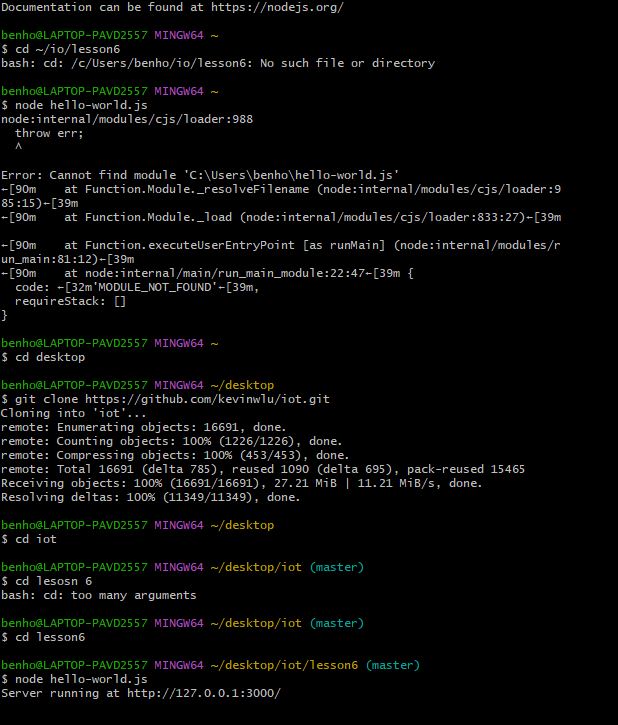 Documentation can be found at https://nodejs.org/
benho@LAPTOP-PAVD2557 MINGW64 ~
$ cd ~/io/lesson6
bash: cd: /c/Users/benho/io/lesson6: No such file or directory
benho@LAPTOP-PAVD2557 MINGW64 ~
$ node hello-world.js
node:internal/modules/cjs/loader:988
  throw err;
  ^
Error: Cannot find module 'C:\Users\benho\hello-world.js'
←[90m    at Function.Module._resolveFilename (node:internal/modules/cjs/loader:9
85:15)←[39m
←[90m    at Function.Module._load (node:internal/modules/cjs/loader:833:27)←[39m
←[90m    at Function.executeUserEntryPoint [as runMain] (node:internal/modules/r
un_main:81:12)←[39m
←[90m    at node:internal/main/run_main_module:22:47←[39m {
  code: ←[32m'MODULE_NOT_FOUND'←[39m,
  requireStack: []
}
benho@LAPTOP-PAVD2557 MINGW64 ~
$ cd desktop
benho@LAPTOP-PAVD2557 MINGW64 ~/desktop
$ git clone https://github.com/kevinwlu/iot.git
Cloning into 'iot'...
remote: Enumerating objects: 16691, done.
remote: Counting objects: 100% (1226/1226), done.
remote: Compressing objects: 100% (453/453), done.
remote: Total 16691 (delta 785), reused 1090 (delta 695), pack-reused 15465
Receiving objects: 100% (16691/16691), 27.21 MiB | 11.21 MiB/s, done.
Resolving deltas: 100% (11349/11349), done.
benho@LAPTOP-PAVD2557 MINGW64 ~/desktop
$ cd iot
benho@LAPTOP-PAVD2557 MINGW64 ~/desktop/iot (master)
$ cd lesosn 6
bash: cd: too many arguments
benho@LAPTOP-PAVD2557 MINGW64 ~/desktop/iot (master)
$ cd lesson6
benho@LAPTOP-PAVD2557 MINGW64 ~/desktop/iot/lesson6 (master)
$ node hello-world.js
Server running at http://127.0.0.1:3000/